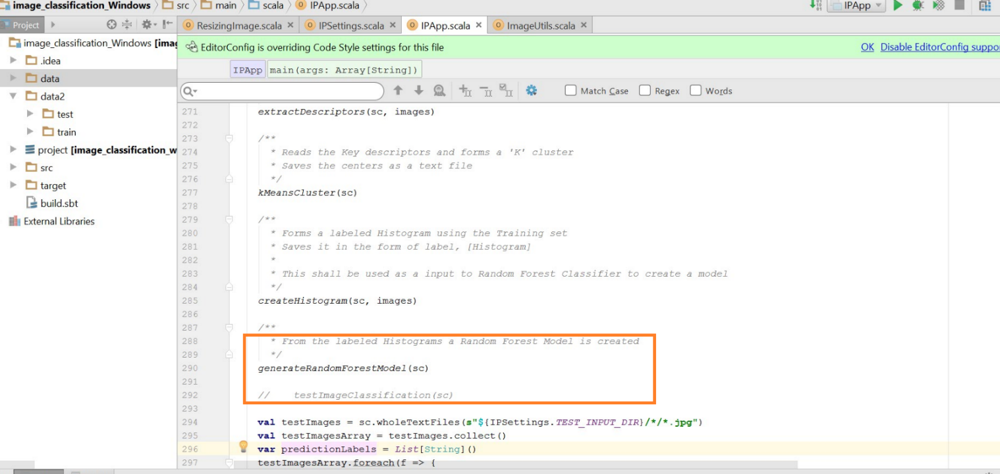 image_classification_Windows src main scala IPApp.scala IPApp
Project ResizingImage.scala IPSettings.scala IPApp.scala ImageUtils.scala
image_classification_Windows [imag
EditorConfig is overriding Code Style settings for this file OK Disable EditorConfig suppo
.idea
IPApp main(args: Array[String])
data
Match Case Regex Words
data2
test
train
project [image_classification_w
src
target
build.sbt
External Libraries
271 extractDescriptors(sc, images)
272
273 /**
274 * Reads the Key descriptors and forms a 'K' cluster
275 * Saves the centers as a text file
276 */
277 kMeansCluster(sc)
278
279 /**
280 * Forms a labeled Histogram using the Training set
281 * Saves it in the form of label, [Histogram]
282 *
283 * This shall be used as a input to Random Forest Classifier to create a model
284 */
285 createHistogram(sc, images)
286
287 /**
288 * From the labeled Histograms a Random Forest Model is created
289 */
290 generateRandomForestModel(sc)
291
292 // testImageClassification(sc)
293
294 val testImages = sc.wholeTextFiles(s"${IPSettings.TEST_INPUT_DIR}/*/*.jpg")
295 val testImagesArray = testImages.collect()
296 var predictionLabels = List[String]()
297 testImagesArray.foreach(f => {